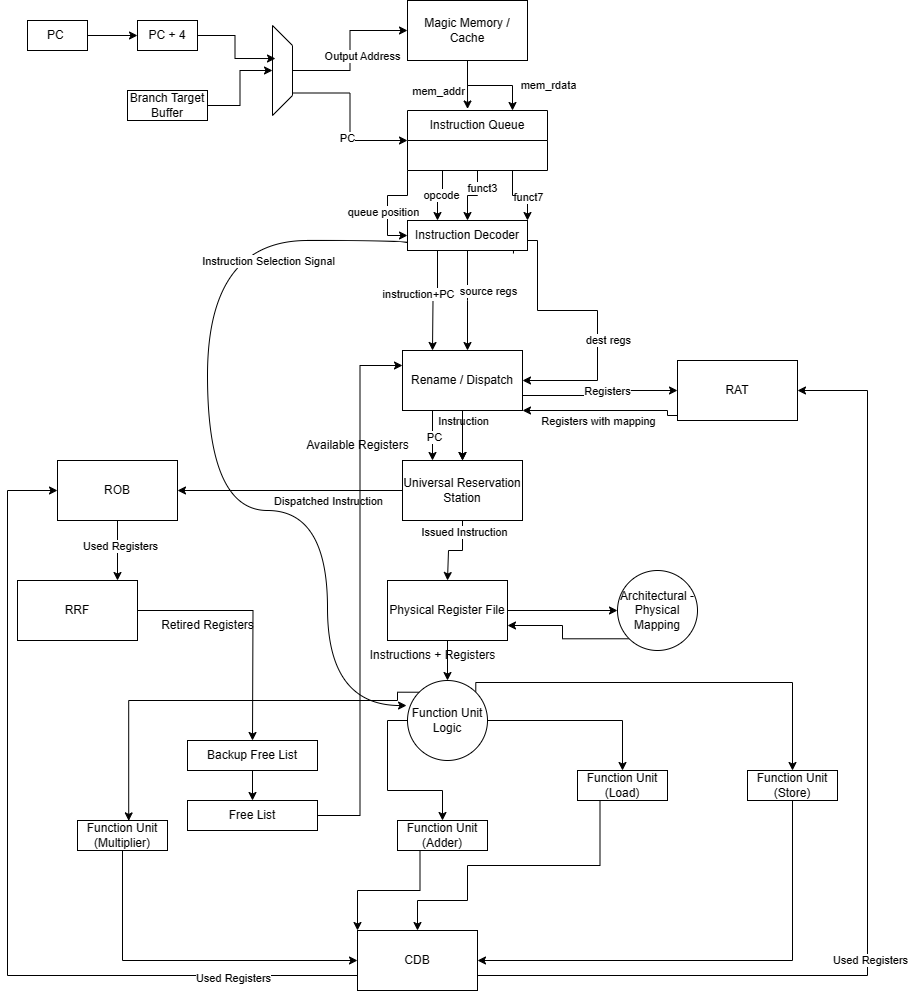 PC
PC + 4
Magic Memory /
Cache
Output Address
Branch Target
Buffer
mem_addr
mem_rdata
Instruction Queue
PC
opcode
funct3
funct7
queue position
Instruction Decoder
Instruction Selection Signal
instruction+PC
source regs
dest regs
Rename / Dispatch
Registers
RAT
Registers with mapping
Instruction
PC
Available Registers
ROB
Universal Reservation
Station
Dispatched Instruction
Issued Instruction
Used Registers
RRF
Retired Registers
Physical Register File
Architectural -
Physical
Mapping
Instructions + Registers
Function Unit
Logic
Backup Free List
Free List
Function Unit
(Load)
Function Unit
(Store)
Function Unit
(Multiplier)
Function Unit
(Adder)
CDB
Used Registers
Used Registers